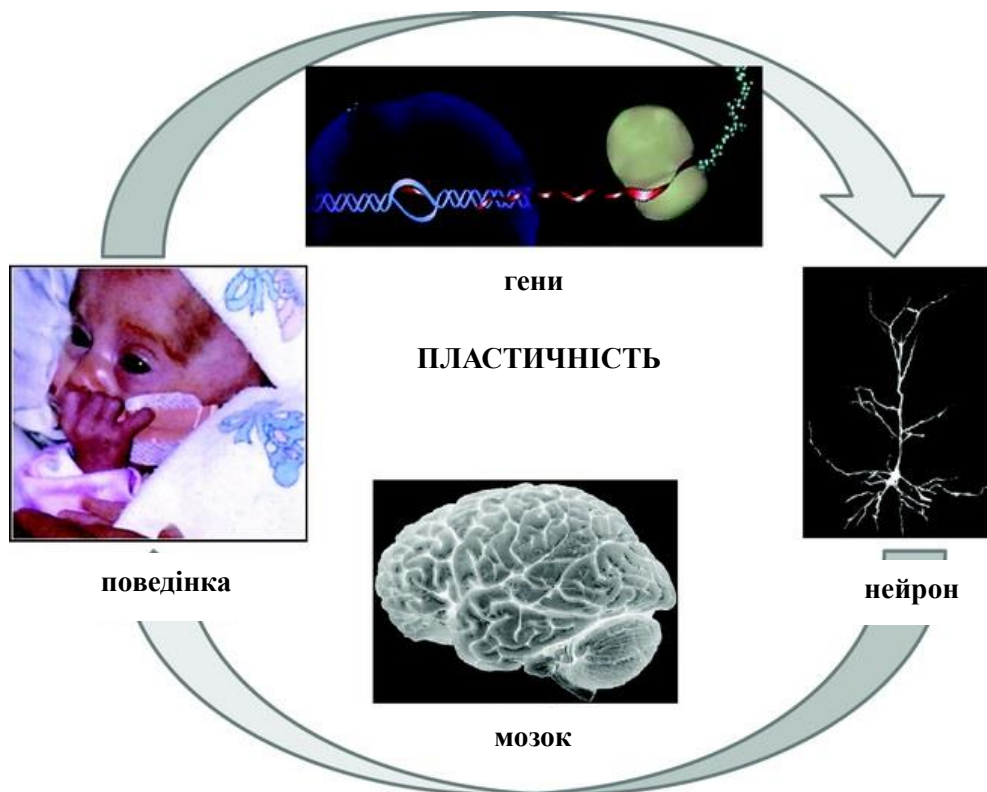 гени
ПЛАСТИЧНІСТЬ
поведінка
нейрон
мозок